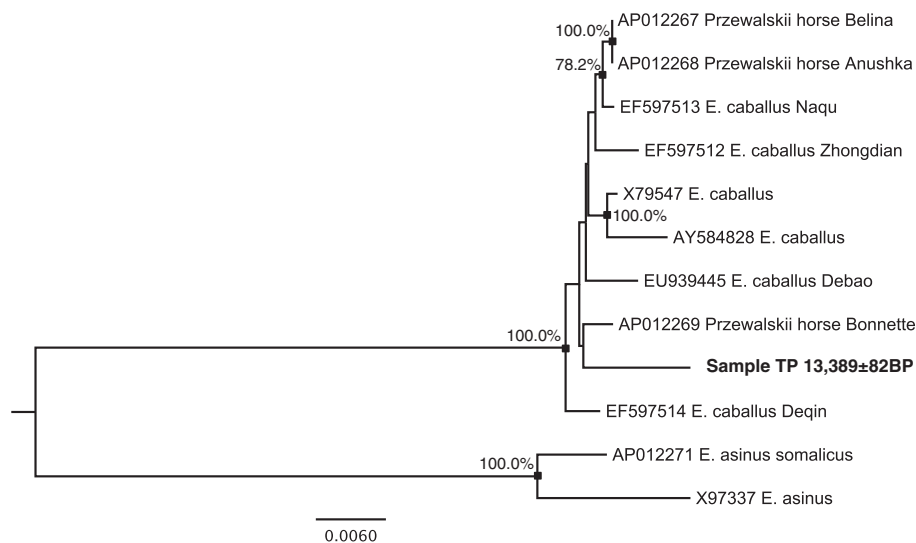 AP012267 Przewalskii horse Belina
100.0%
78.2%
AP012268 Przewalskii horse Anushka
EF597513 E. caballus Naqu
EF597512 E. caballus Zhongdian
X79547 E. caballus
100.0%
AY584828 E. caballus
EU939445 E. caballus Debao
AP012269 Przewalskii horse Bonnette
100.0%
Sample TP 13,389±82BP
EF597514 E. caballus Deqin
AP012271 E. asinus somalicus
100.0%
X97337 E. asinus
0.0060